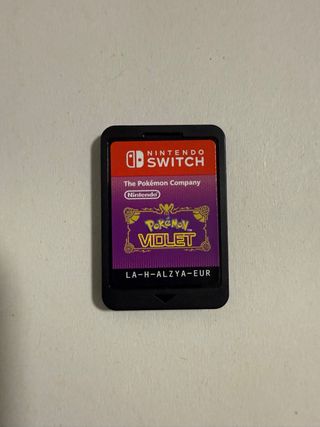 NINTENDO
SWITCH
The Pokémon Company
Nintendo
POKéMON
VIOLET
LA-H-ALZYA-EUR